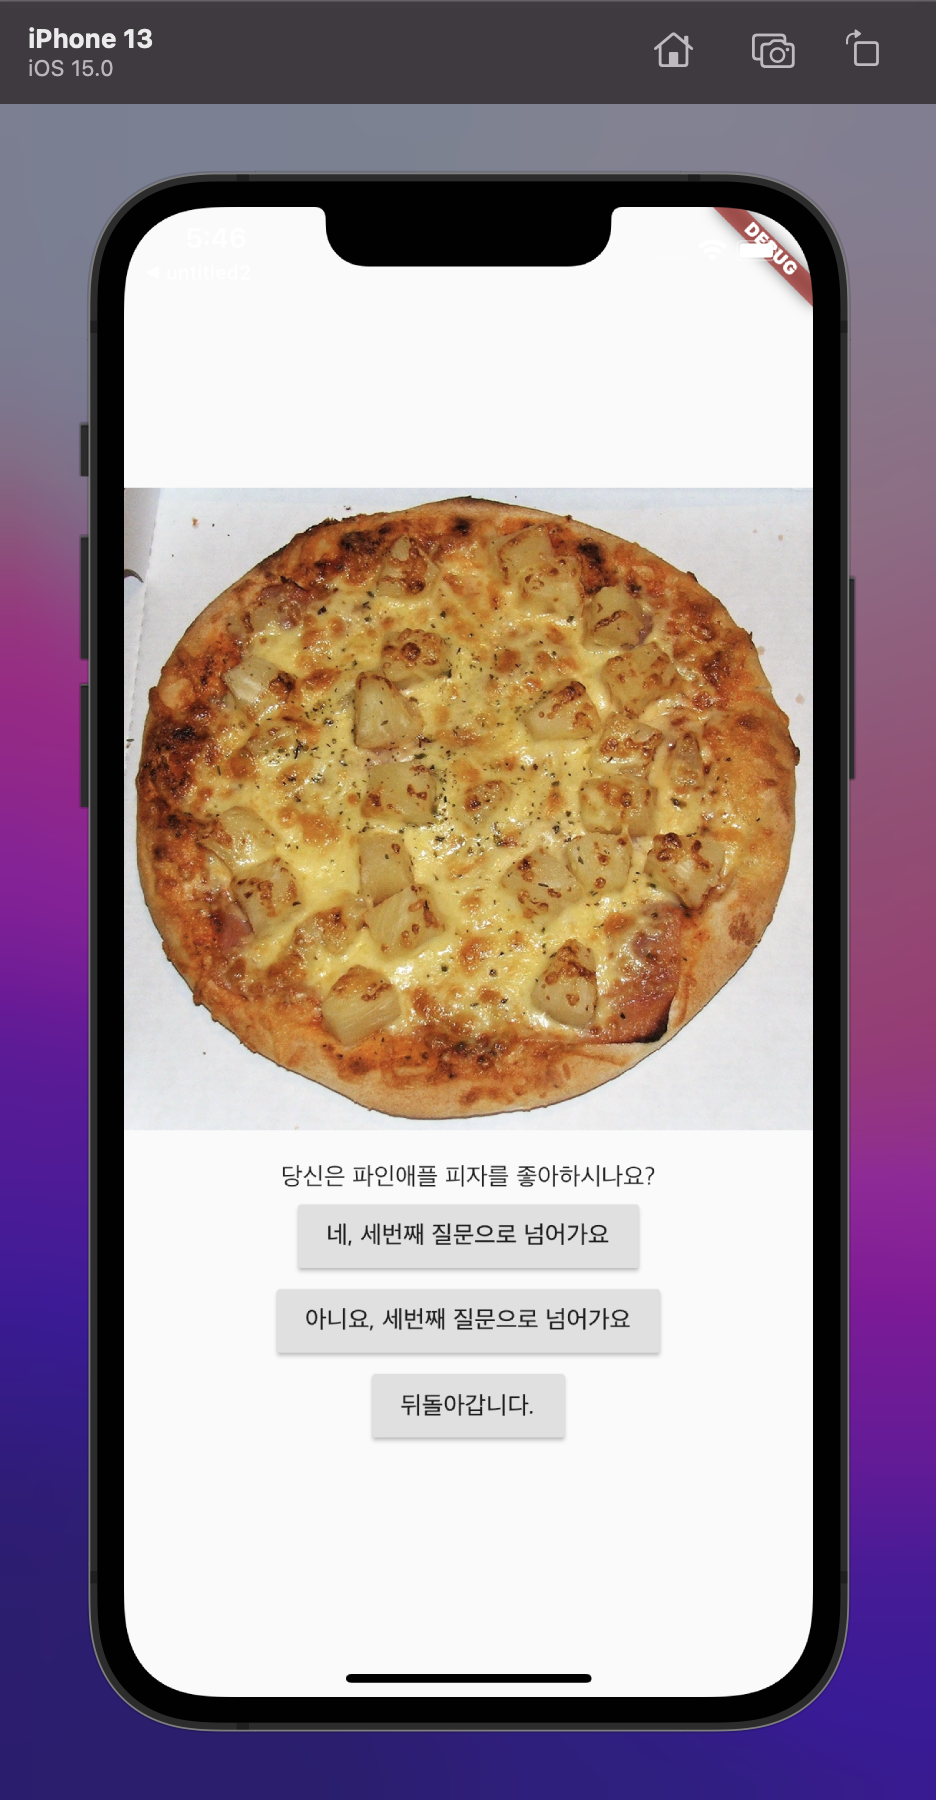 iPhone 13
iOS 15.0
5:46
◀ untitled2
DEBUG
당신은 파인애플 피자를 좋아하시나요?
네, 세번째 질문으로 넘어가요
아니요, 세번째 질문으로 넘어가요
뒤돌아갑니다.